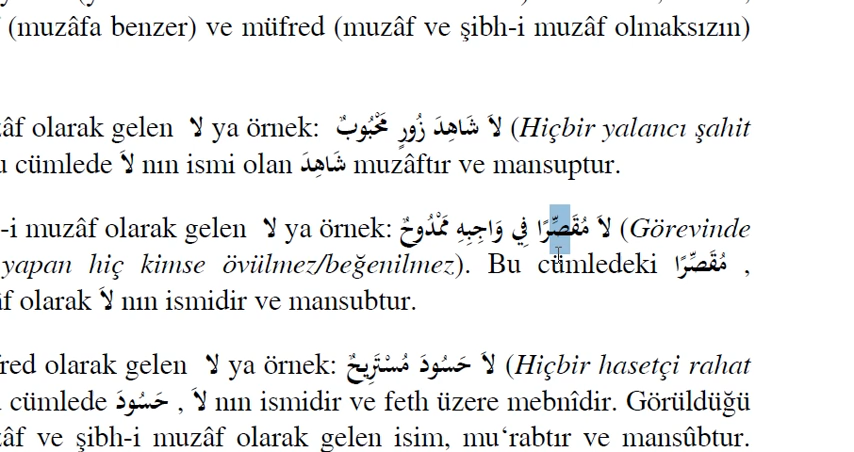 (muzâfa benzer) ve müfred (muzâf ve şibh-i muzâf olmaksızın)
olarak gelen لا ya örnek: لاَ شَاهِدَ زُورٍ مَحْبُوبٌ (Hiçbir yalancı şahit
cümlede لاَ nın ismi olan شَاهِدَ muzâftır ve mansuptur.
-i muzâf olarak gelen لا ya örnek: لاَ مُقَصِّرًا فِي وَاجِبِهِ مَمْدُوحٌ (Görevinde
yapan hiç kimse övülmez/beğenilmez). Bu cümledeki مُقَصِّرًا ,
olarak لاَ nın ismidir ve mansubtur.
olarak gelen لا ya örnek: لاَ حَسُودَ مُسْتَرِيحٌ (Hiçbir hasetçi rahat
cümlede حَسُودَ , لاَ nın ismidir ve feth üzere mebnîdir. Görüldüğü
ve şibh-i muzâf olarak gelen isim, mu‘rabtır ve mansûbtur.